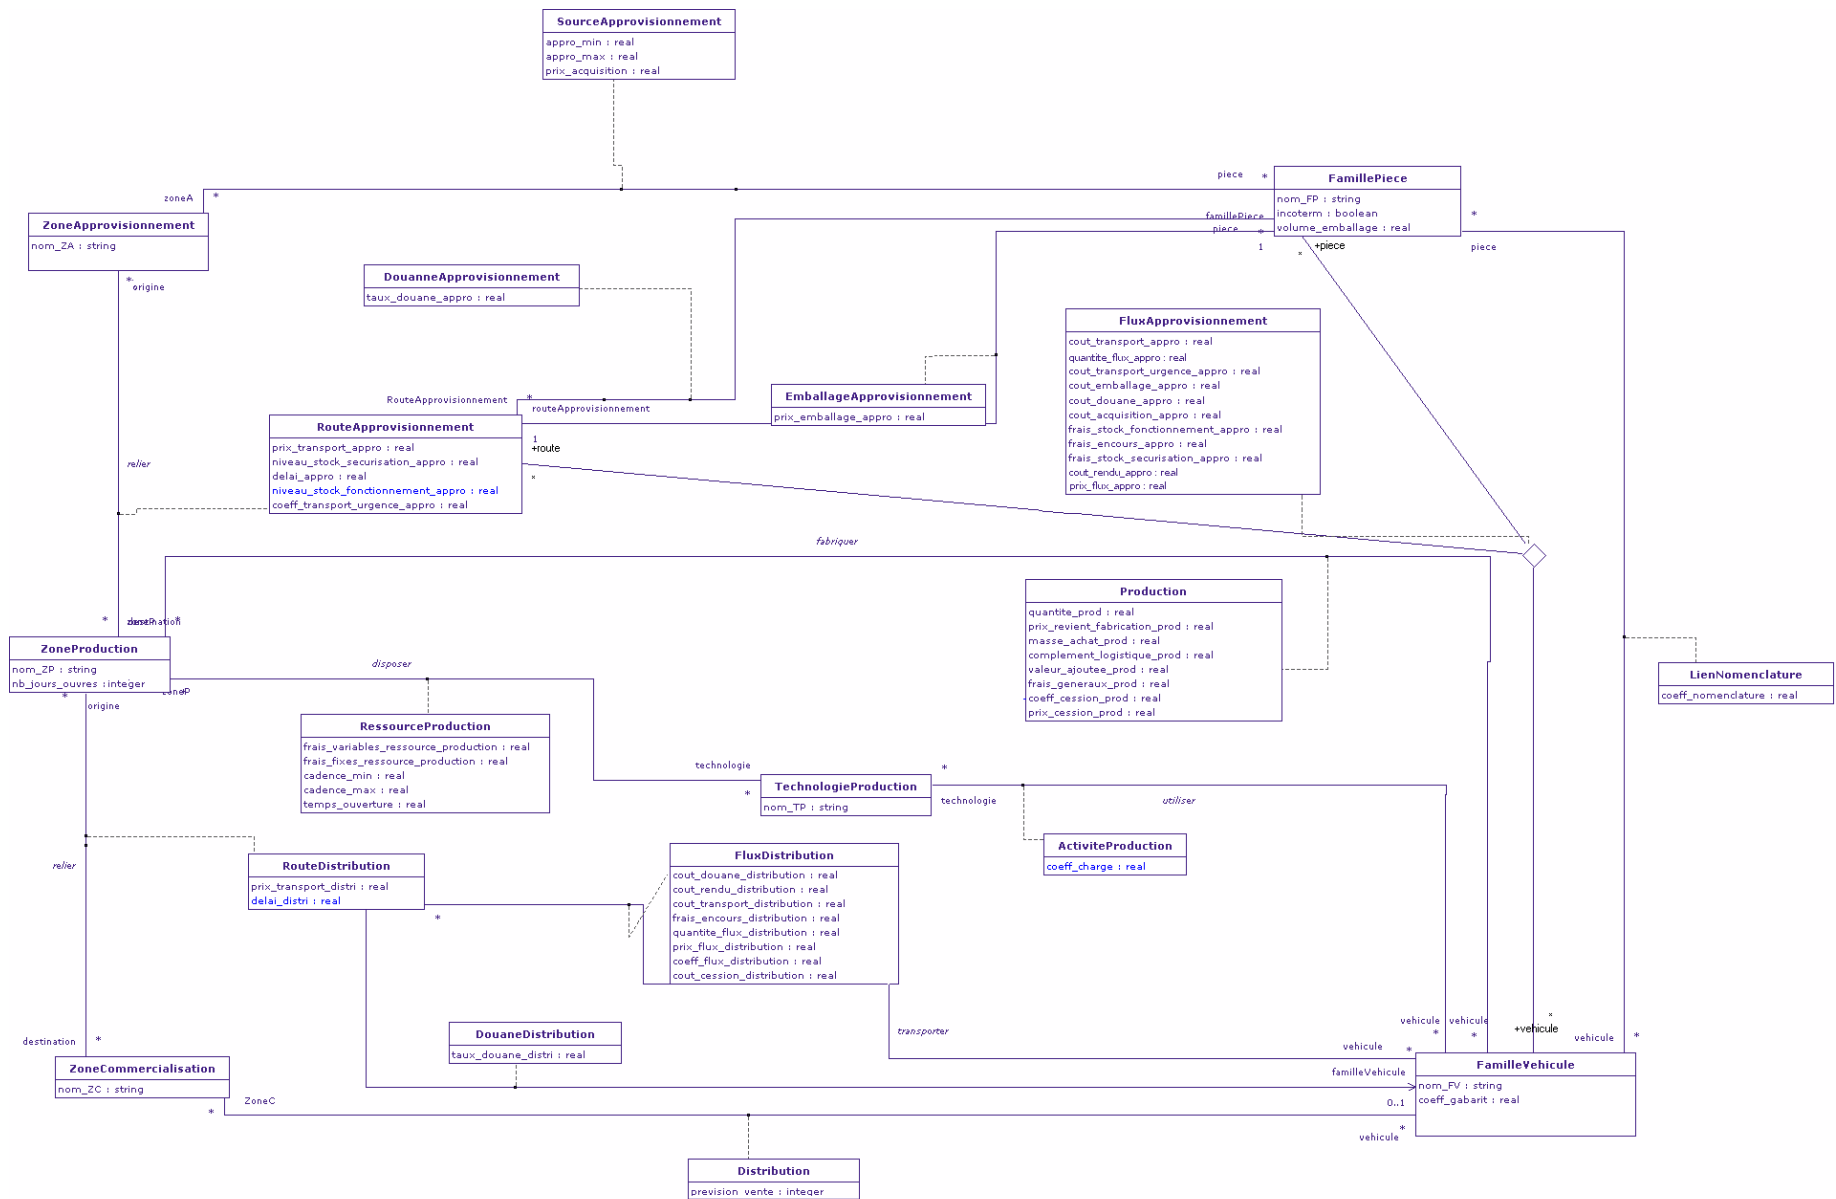 SourceApprovisionnement
appro_min : real
appro_max : real
prix_acquisition : real
piece
*
FamillePiece
nom_FP : string
incoterm : boolean
volume_emballage : real
zoneA
*
ZoneApprovisionnement
nom_ZA : string
famillePiece
piece
*
1
+piece
*
*
piece
*
origine
DouanneApprovisionnement
taux_douane_appro : real
FluxApprovisionnement
cout_transport_appro : real
quantite_flux_appro : real
cout_transport_urgence_appro : real
cout_emballage_appro : real
cout_douane_appro : real
cout_acquisition_appro : real
frais_stock_fonctionnement_appro : real
frais_encours_appro : real
frais_stock_securisation_appro : real
cout_rendu_appro : real
prix_flux_appro : real
EmballageApprovisionnement
prix_emballage_appro : real
RouteApprovisionnement
*
routeApprovisionnement
RouteApprovisionnement
prix_transport_appro : real
niveau_stock_securisation_appro : real
delai_appro : real
niveau_stock_fonctionnement_appro : real
coeff_transport_urgence_appro : real
1
+route
*
relier
fabriquer
*
zoneP
destination
*
ZoneProduction
nom_ZP : string
nb_jours_ouvres :integer
*
origine
zoneP
disposer
Production
quantite_prod : real
prix_revient_fabrication_prod : real
masse_achat_prod : real
complement_logistique_prod : real
valeur_ajoutee_prod : real
frais_generaux_prod : real
coeff_cession_prod : real
prix_cession_prod : real
LienNomenclature
coeff_nomenclature : real
RessourceProduction
frais_variables_ressource_production : real
frais_fixes_ressource_production : real
cadence_min : real
cadence_max : real
temps_ouverture : real
technologie
*
TechnologieProduction
nom_TP : string
*
technologie
utiliser
ActiviteProduction
coeff_charge : real
relier
RouteDistribution
prix_transport_distri : real
delai_distri : real
*
FluxDistribution
cout_douane_distribution : real
cout_rendu_distribution : real
cout_transport_distribution : real
frais_encours_distribution : real
quantite_flux_distribution : real
prix_flux_distribution : real
coeff_flux_distribution : real
cout_cession_distribution : real
DouaneDistribution
taux_douane_distri : real
transporter
vehicule
*
vehicule
*
vehicule
*
*
+vehicule
vehicule
*
destination
*
ZoneCommercialisation
nom_ZC : string
*
ZoneC
familleVehicule
0..1
FamilleVehicule
nom_FV : string
coeff_gabarit : real
*
vehicule
Distribution
prevision_vente : integer